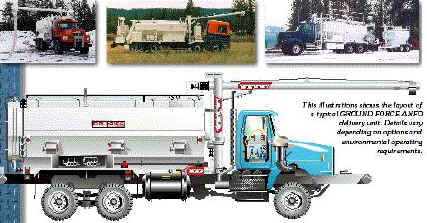 This illustrations shows the layout of
a typical GROUND FORCE ANFO
delivery unit. Details vary
depending on options and
environmental operating
requirements.